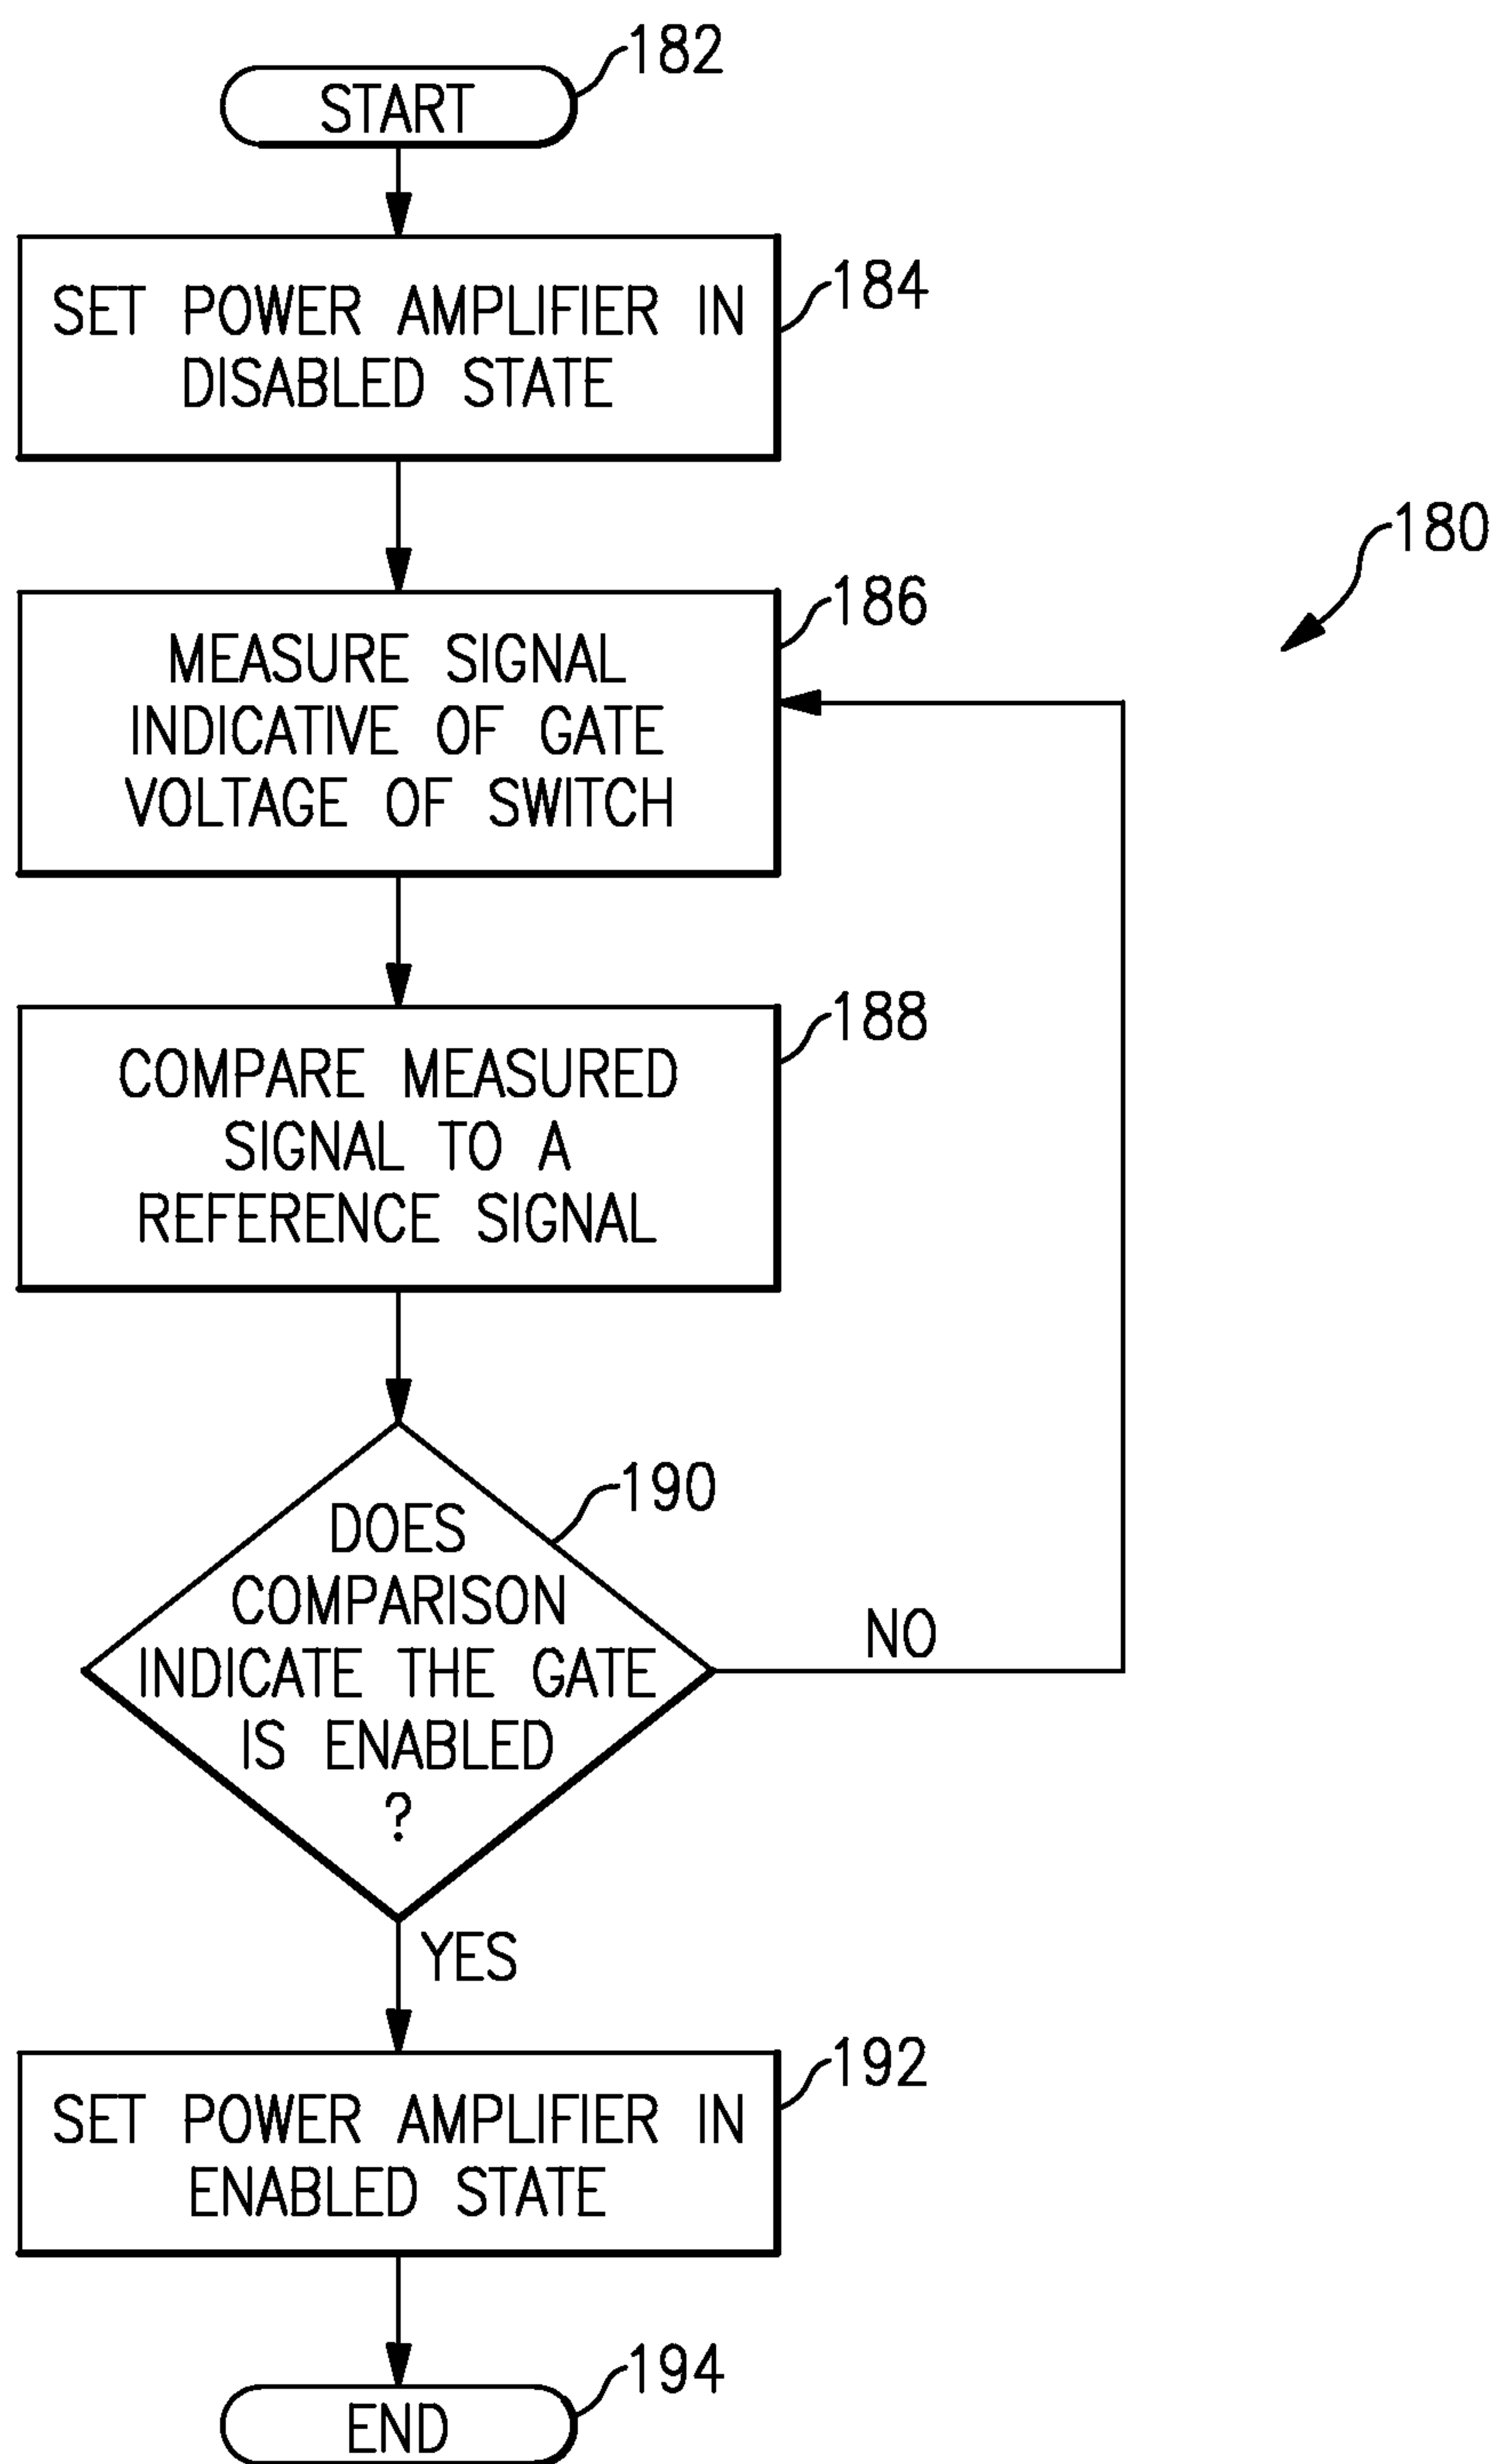 182
START
184
SET POWER AMPLIFIER IN
DISABLED STATE
180
186
MEASURE SIGNAL
INDICATIVE OF GATE
VOLTAGE OF SWITCH
188
COMPARE MEASURED
SIGNAL TO A
REFERENCE SIGNAL
190
DOES
COMPARISON
INDICATE THE GATE
IS ENABLED
?
NO
YES
192
SET POWER AMPLIFIER IN
ENABLED STATE
194
END